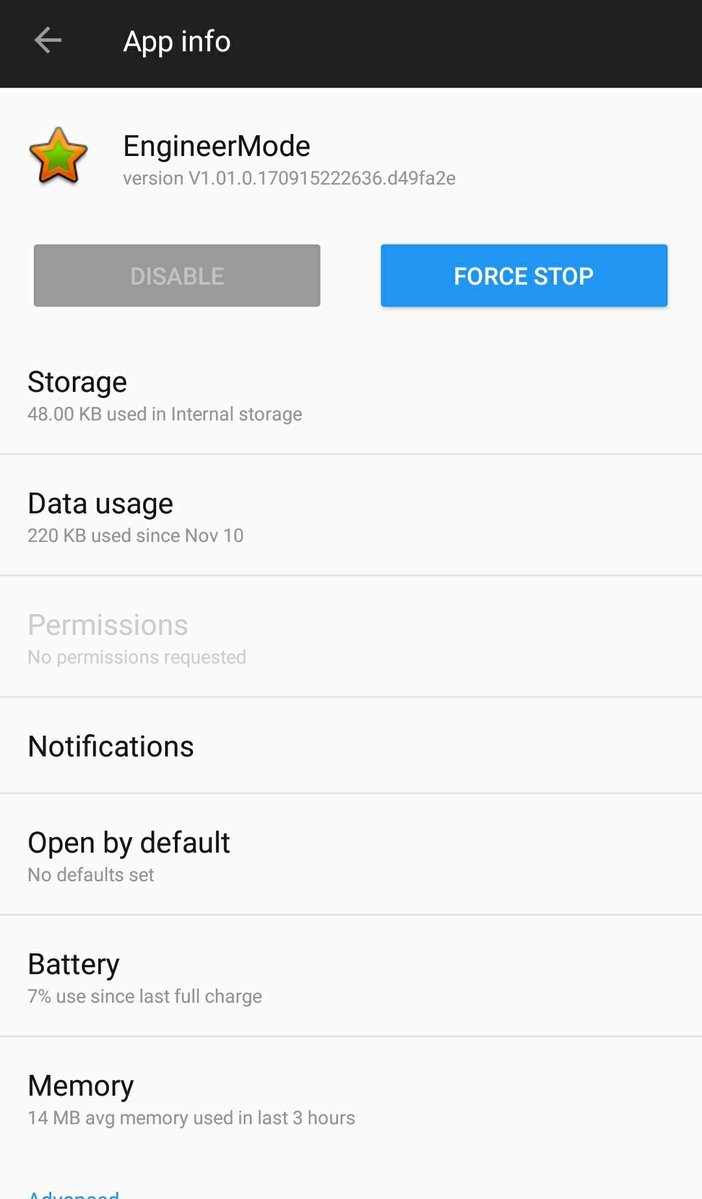 App info
EngineerMode
version V1.01.0.170915222636.d49fa2e
DISABLE
FORCE STOP
Storage
48.00 KB used in Internal storage
Data usage
220 KB used since Nov 10
Permissions
No permissions requested
Notifications
Open by default
No defaults set
Battery
7% use since last full charge
Memory
14 MB avg memory used in last 3 hours
Advanced